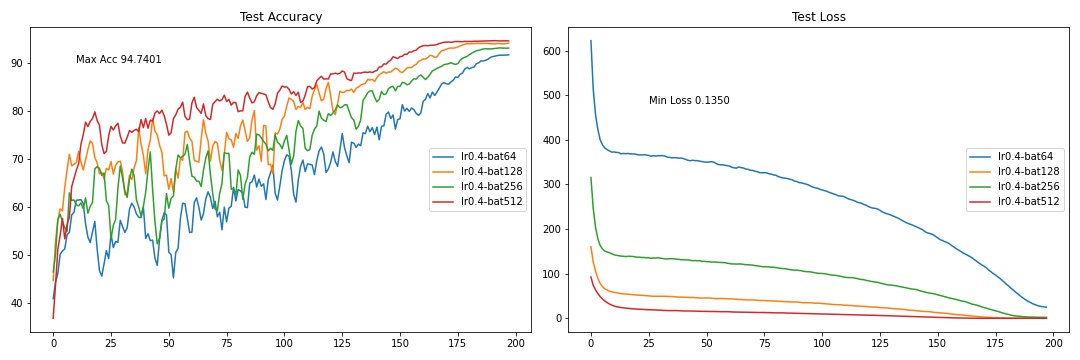 Test Accuracy
Max Acc 94.7401
90
80
70
60
50
40
0
25
50
75
100
125
150
175
200
lr0.4-bat64
lr0.4-bat128
lr0.4-bat256
lr0.4-bat512
Test Loss
Min Loss 0.1350
600
500
400
300
200
100
0
0
25
50
75
100
125
150
175
200
lr0.4-bat64
lr0.4-bat128
lr0.4-bat256
lr0.4-bat512